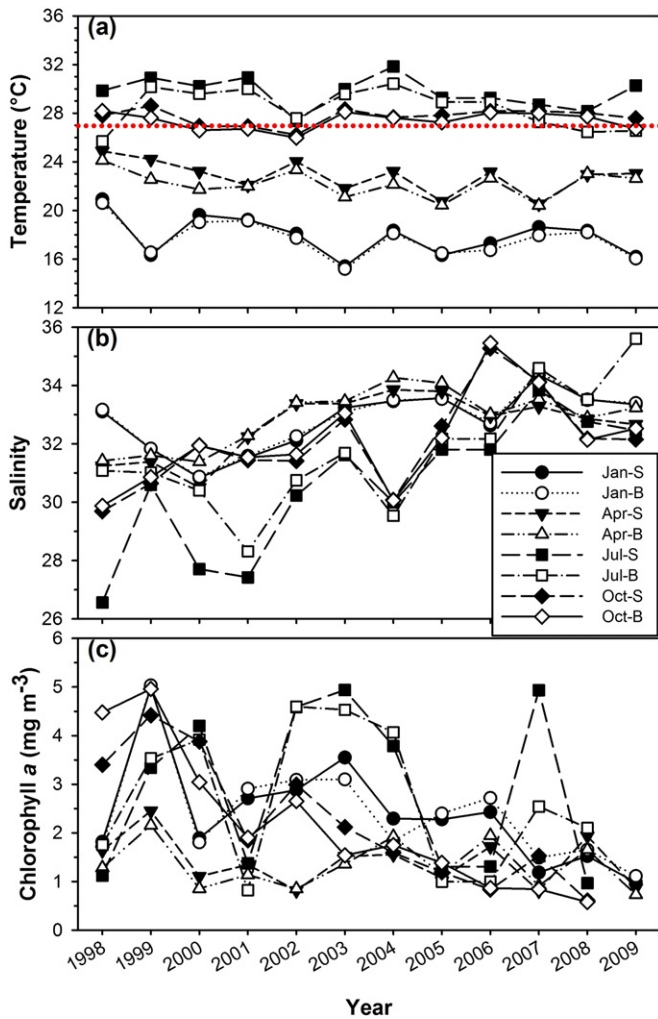 (a)
Temperature (°C)
36
32
28
24
20
16
12
(b)
Salinity
36
34
32
30
28
26
Jan-S
Jan-B
Apr-S
Apr-B
Jul-S
Jul-B
Oct-S
Oct-B
(c)
Chlorophyll a (mg m-3)
6
5
4
3
2
1
0
1998 1999 2000 2001 2002 2003 2004 2005 2006 2007 2008 2009
Year